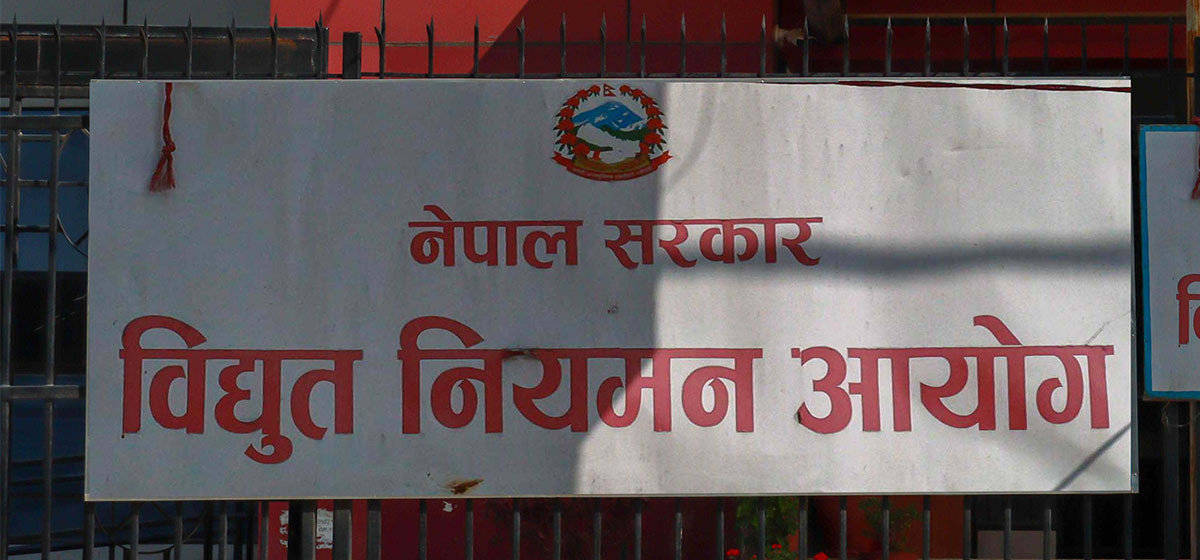 नेपाल सरकार
विद्युत नियमन आयोग